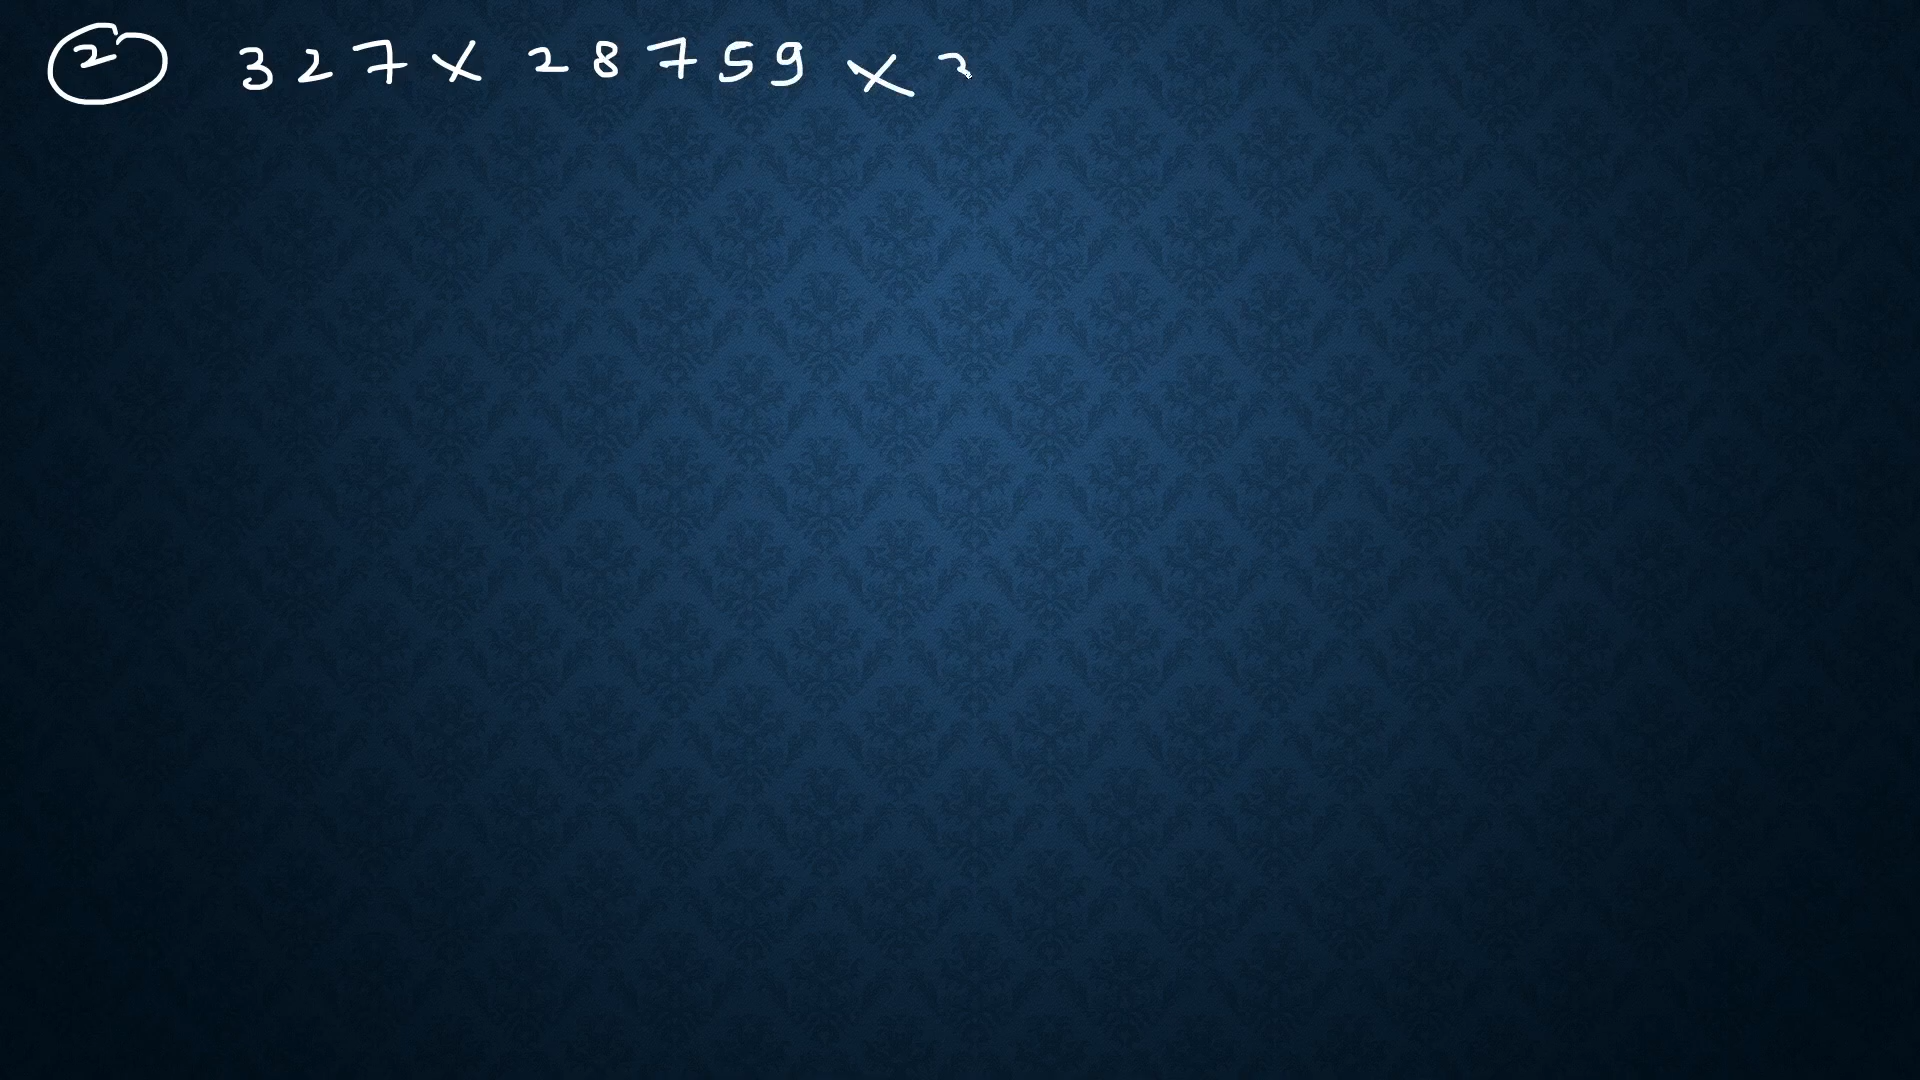 ② 327 × 28759 ×